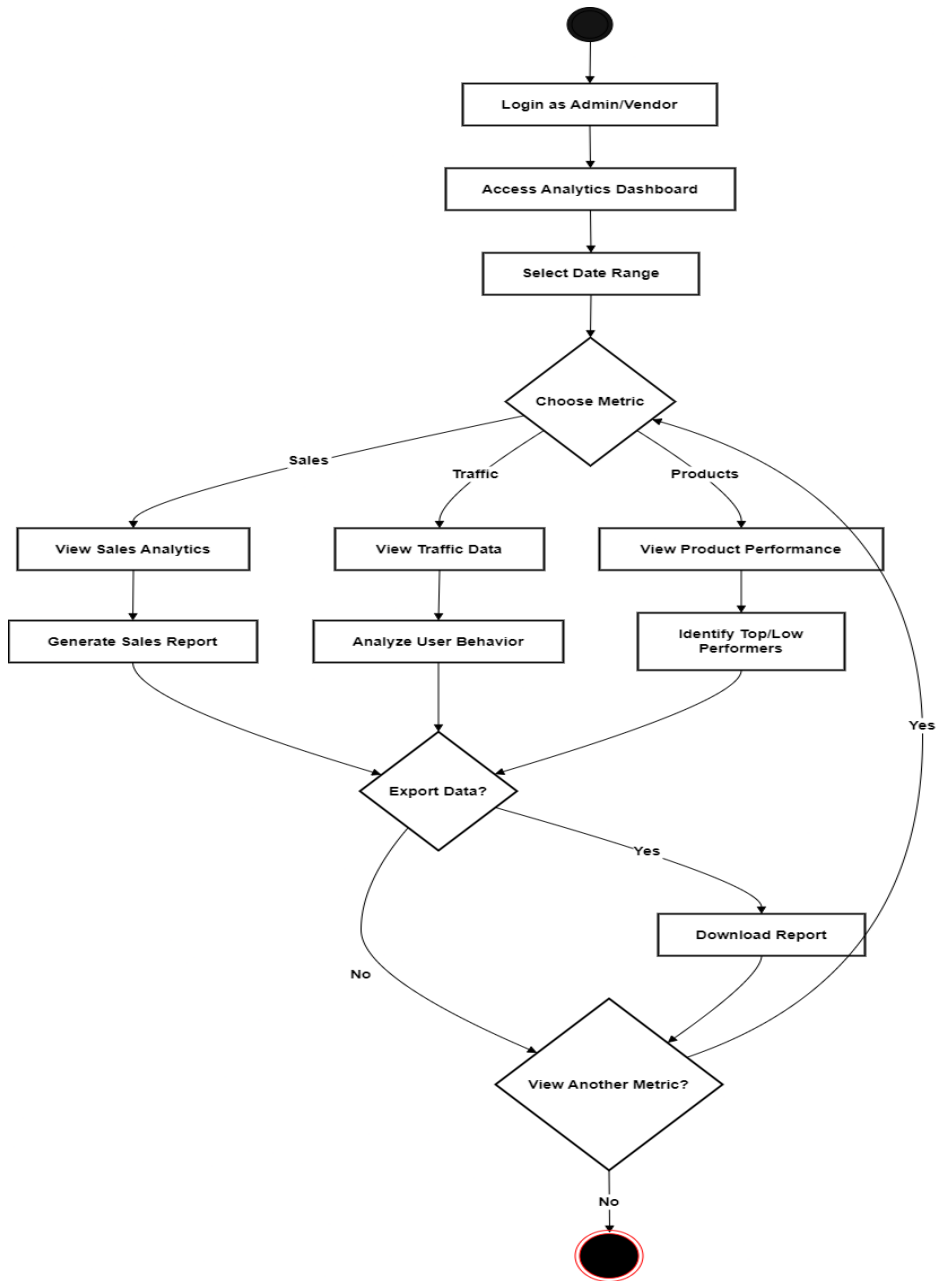 Login as Admin/Vendor
Access Analytics Dashboard
Select Date Range
Choose Metric
Sales
Traffic
Products
View Sales Analytics
View Traffic Data
View Product Performance
Generate Sales Report
Analyze User Behavior
Identify Top/Low
Performers
Yes
Export Data?
Yes
Download Report
No
View Another Metric?
No